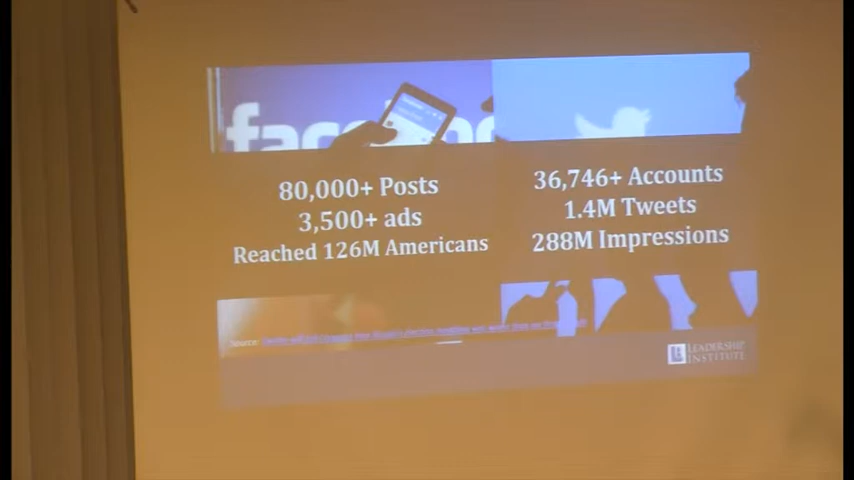 80,000+ Posts
3,500+ ads
Reached 126M Americans
36,746+ Accounts
1.4M Tweets
288M Impressions
Source:
LEADERSHIP
INSTITUTE